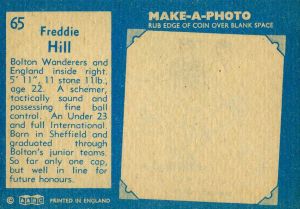 65
Freddie
Hill
Bolton Wanderers and
England inside right.
5' 11", 11 stone 11lb.,
age 22. A schemer,
tactically sound and
possessing fine ball
control. An Under 23
and full International.
Born in Sheffield and
graduated through
Bolton's junior teams.
So far only one cap,
but well in line for
future honours.
© A&BC PRINTED IN ENGLAND
MAKE-A-PHOTO
RUB EDGE OF COIN OVER BLANK SPACE